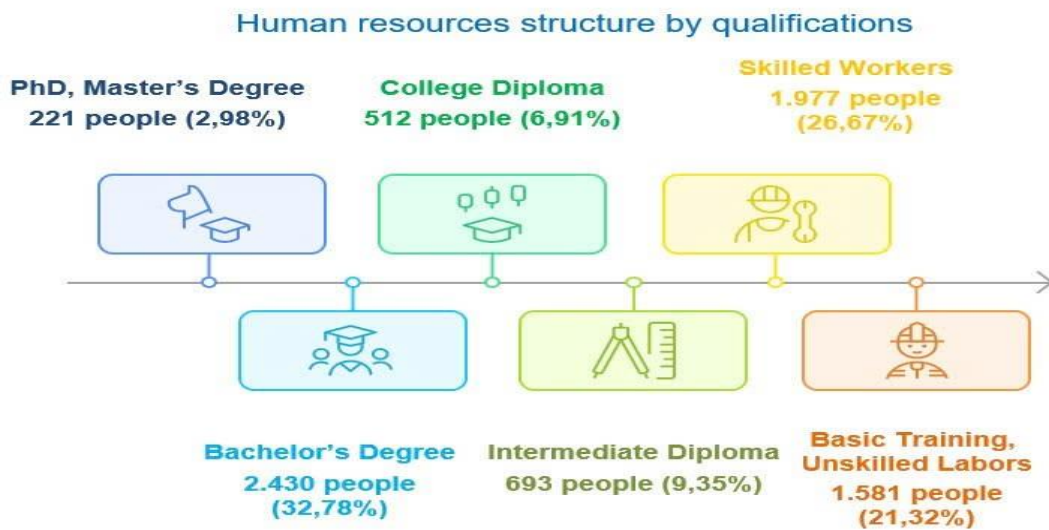 Human resources structure by qualifications
PhD, Master's Degree
221 people (2,98%)
College Diploma
512 people (6,91%)
Skilled Workers
1.977 people
(26,67%)
Bachelor's Degree
2.430 people
(32,78%)
Intermediate Diploma
693 people (9,35%)
Basic Training,
Unskilled Labors
1.581 people
(21,32%)